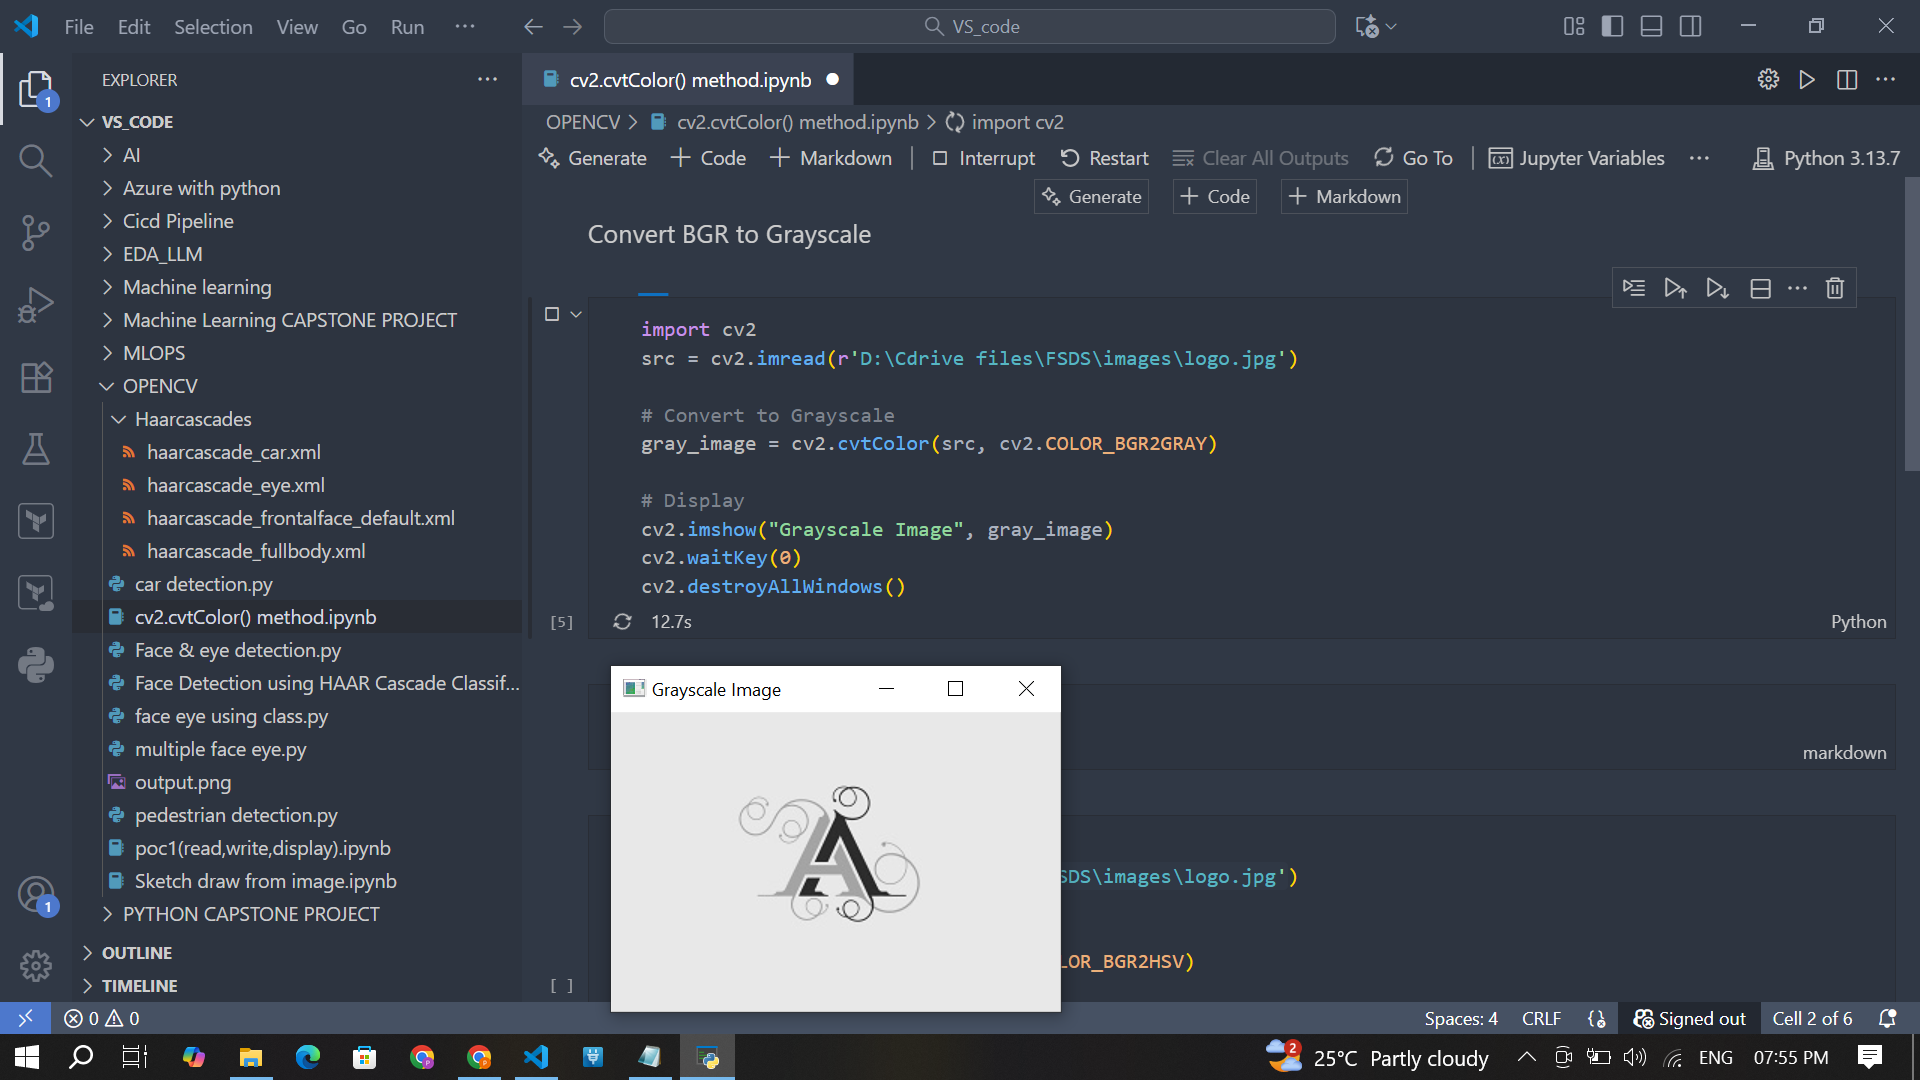 File Edit Selection View Go Run ··· VS_code
EXPLORER ···
VS_CODE
AI
Azure with python
Cicd Pipeline
EDA_LLM
Machine learning
Machine Learning CAPSTONE PROJECT
MLOPS
OPENCV
Haarcascades
haarcascade_car.xml
haarcascade_eye.xml
haarcascade_frontalface_default.xml
haarcascade_fullbody.xml
car detection.py
cv2.cvtColor() method.ipynb
Face & eye detection.py
Face Detection using HAAR Cascade Classif...
face eye using class.py
multiple face eye.py
output.png
pedestrian detection.py
poc1(read,write,display).ipynb
Sketch draw from image.ipynb
PYTHON CAPSTONE PROJECT
OUTLINE
TIMELINE
1
1
cv2.cvtColor() method.ipynb
OPENCV > cv2.cvtColor() method.ipynb > import cv2
Generate + Code + Markdown | Interrupt Restart Clear All Outputs Go To | Jupyter Variables ··· Python 3.13.7
Generate + Code + Markdown
Convert BGR to Grayscale
import cv2
src = cv2.imread(r'D:\Cdrive files\FSDS\images\logo.jpg')
# Convert to Grayscale
gray_image = cv2.cvtColor(src, cv2.COLOR_BGR2GRAY)
# Display
cv2.imshow("Grayscale Image", gray_image)
cv2.waitKey(0)
cv2.destroyAllWindows()
[5] 12.7s Python
Grayscale Image
A
markdown
SDS\images\logo.jpg')
LOR_BGR2HSV)
[ ]
0 0 Spaces: 4 CRLF Signed out Cell 2 of 6
2 25°C Partly cloudy ENG 07:55 PM